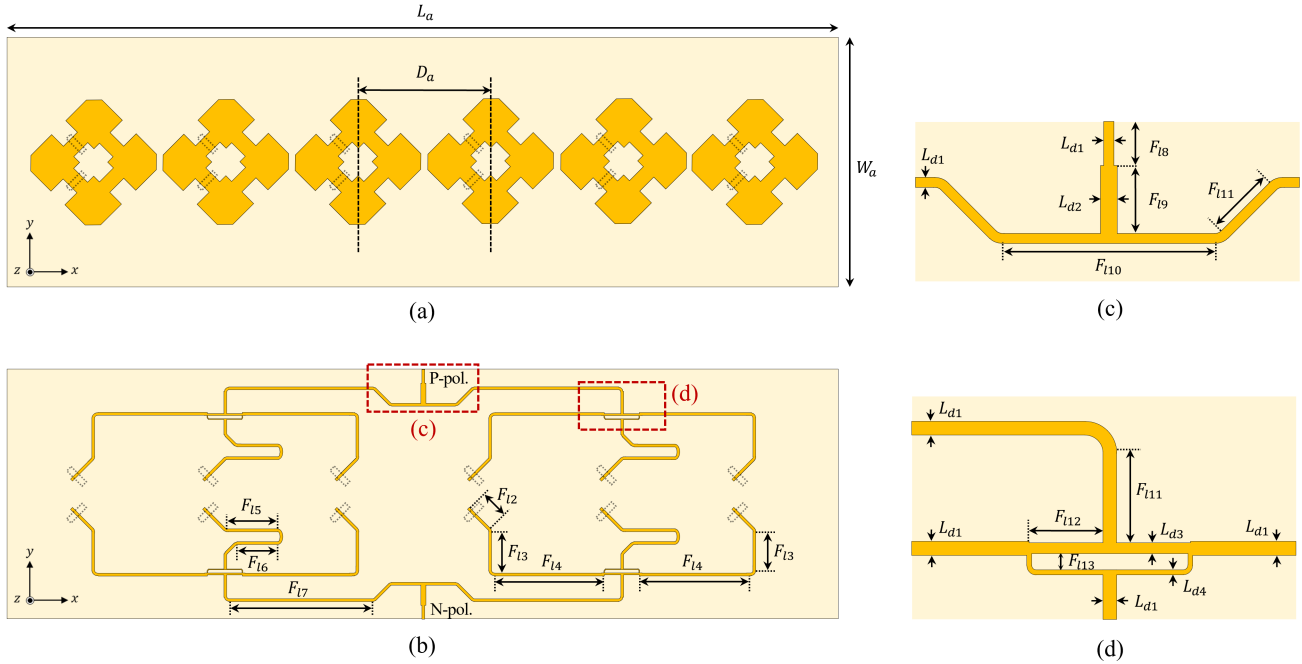 L_a
D_a
W_a
y
z x
(a)
L_d1 F_l8
L_d1
L_d2 F_l9 F_l11
F_l10
(c)
P-pol.
(c)
(d)
F_l2
F_l5
F_l3 F_l3
F_l6 F_l4 F_l4
F_l7
y
z x
N-pol.
(b)
L_d1
F_l11
F_l12
L_d1 L_d3 L_d1
F_l13
L_d4
L_d1
(d)